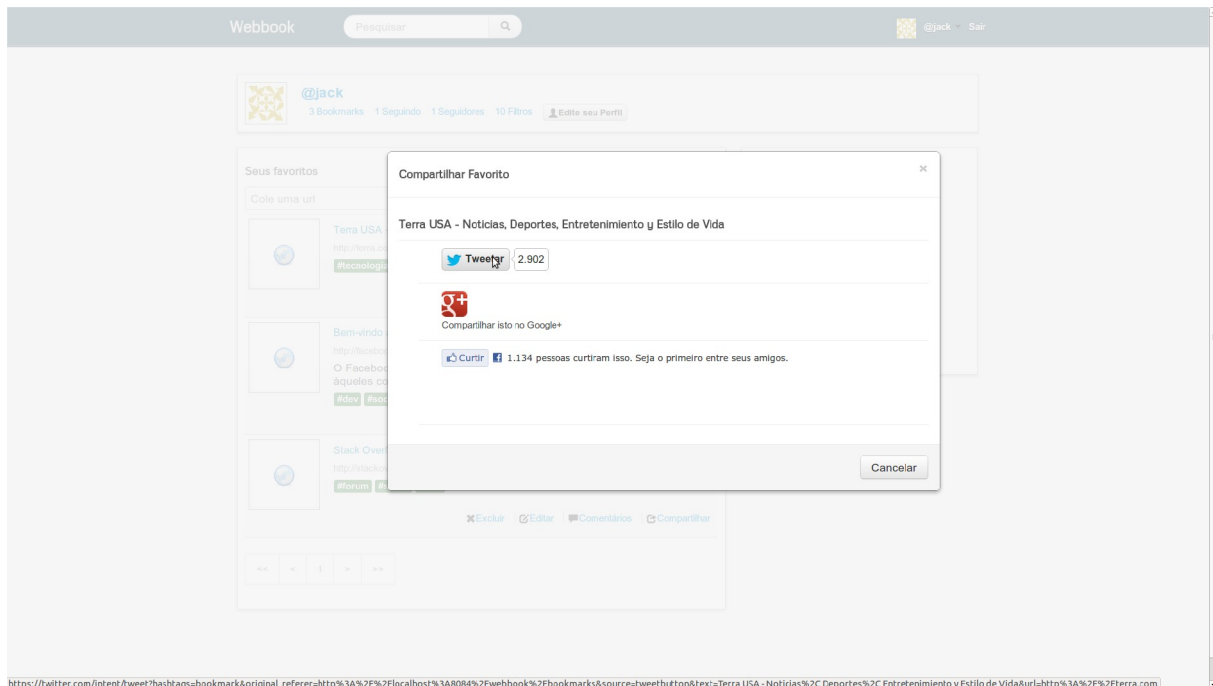 Webbook
Pesquisar
@jack
Sair
@jack
3 Bookmarks 1 Seguindo 1 Seguidores 10 Filtros Edite seu Perfil
Seus favoritos
Cole uma url
Compartilhar Favorito
×
Terra USA - Noticias, Deportes, Entretenimiento y Estilo de Vida
Tweetar 2.902
g+
Compartilhar isto no Google+
Curtir 1.134 pessoas curtiram isso. Seja o primeiro entre seus amigos.
Cancelar
Terra USA
#tecnologia
Bem-vindo
O Faceboo
àqueles co
#dev #soc
Stack Over
#forum
Excluir Editar Comentários Compartilhar
<< < 1 > >>
https://twitter.com/intent/tweet?hashtags=bookmark&original_referer=http%3A%2F%2Flocalhost%3A8084%2Fwebbook%2Fbookmarks&source=tweetbutton&text=Terra USA - Noticias%2C Deportes%2C Entretenimiento y Estilo de Vida&url=http%3A%2F%2Fterra.com